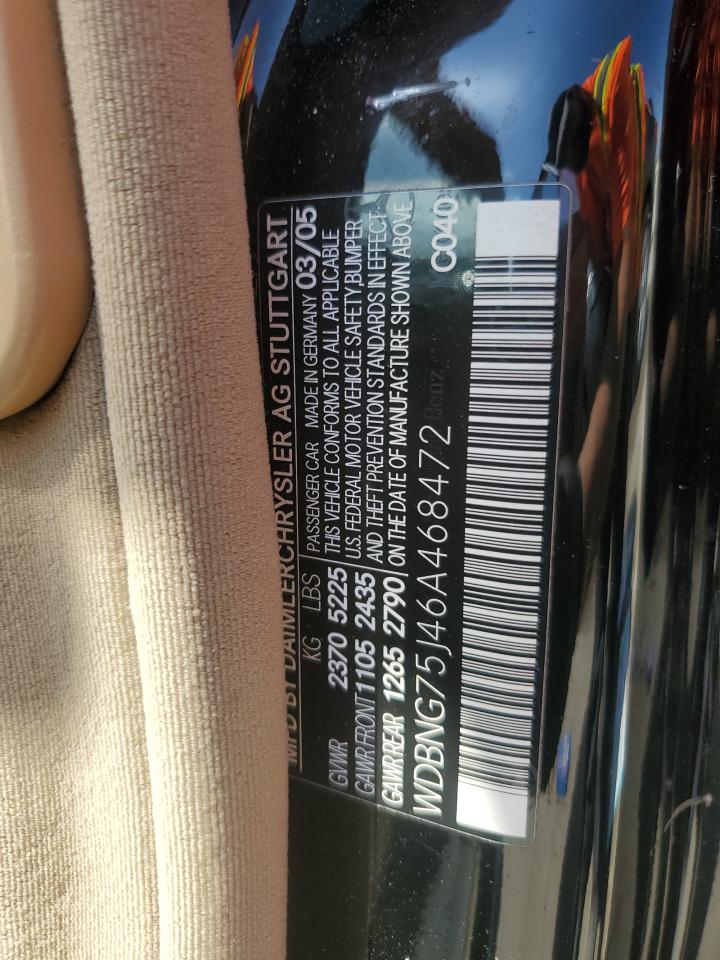 MFD BY DAIMLERCHRYSLER AG STUTTGART
KG LBS
GVWR 2370 5225
GAWR FRONT 1105 2435
GAWR REAR 1265 2790
PASSENGER CAR MADE IN GERMANY 03/05
THIS VEHICLE CONFORMS TO ALL APPLICABLE
U.S. FEDERAL MOTOR VEHICLE SAFETY,BUMPER
AND THEFT PREVENTION STANDARDS IN EFFECT
ON THE DATE OF MANUFACTURE SHOWN ABOVE.
WDBNG75J46A468472 Benz C040